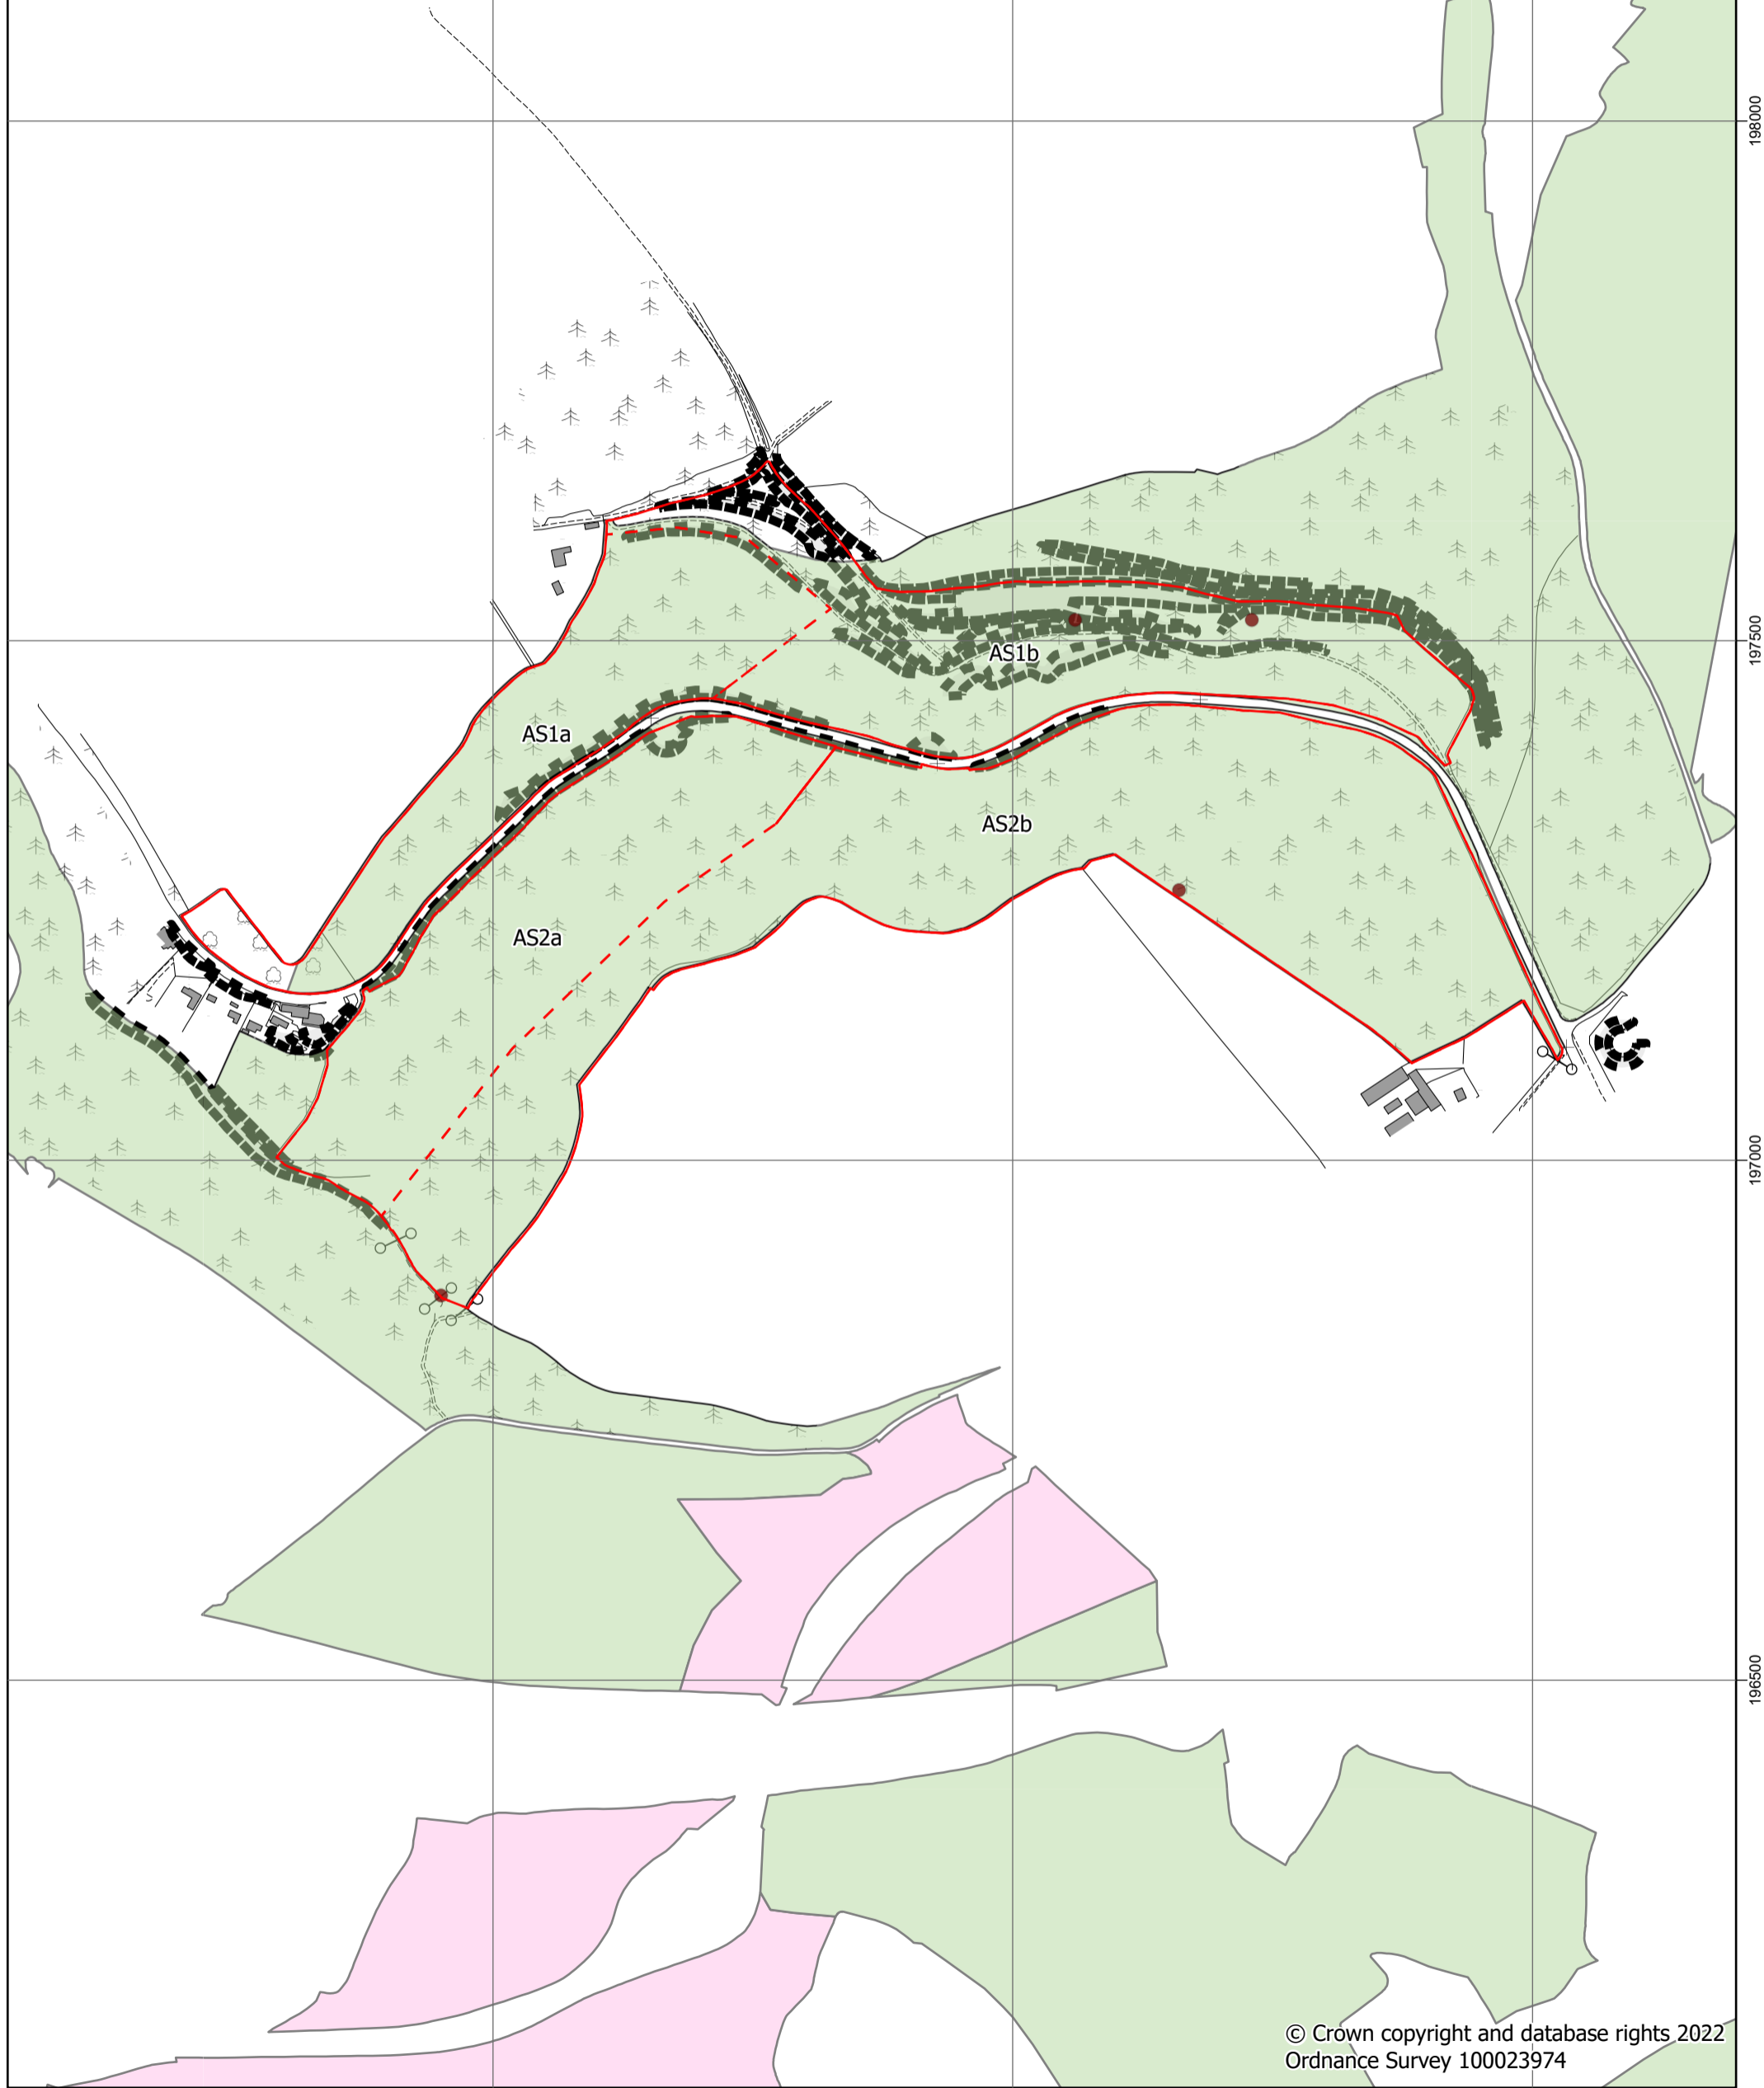 198000
197500
AS1b
AS1a
AS2b
AS2a
197000
196500
© Crown copyright and database rights 2022
Ordnance Survey 100023974